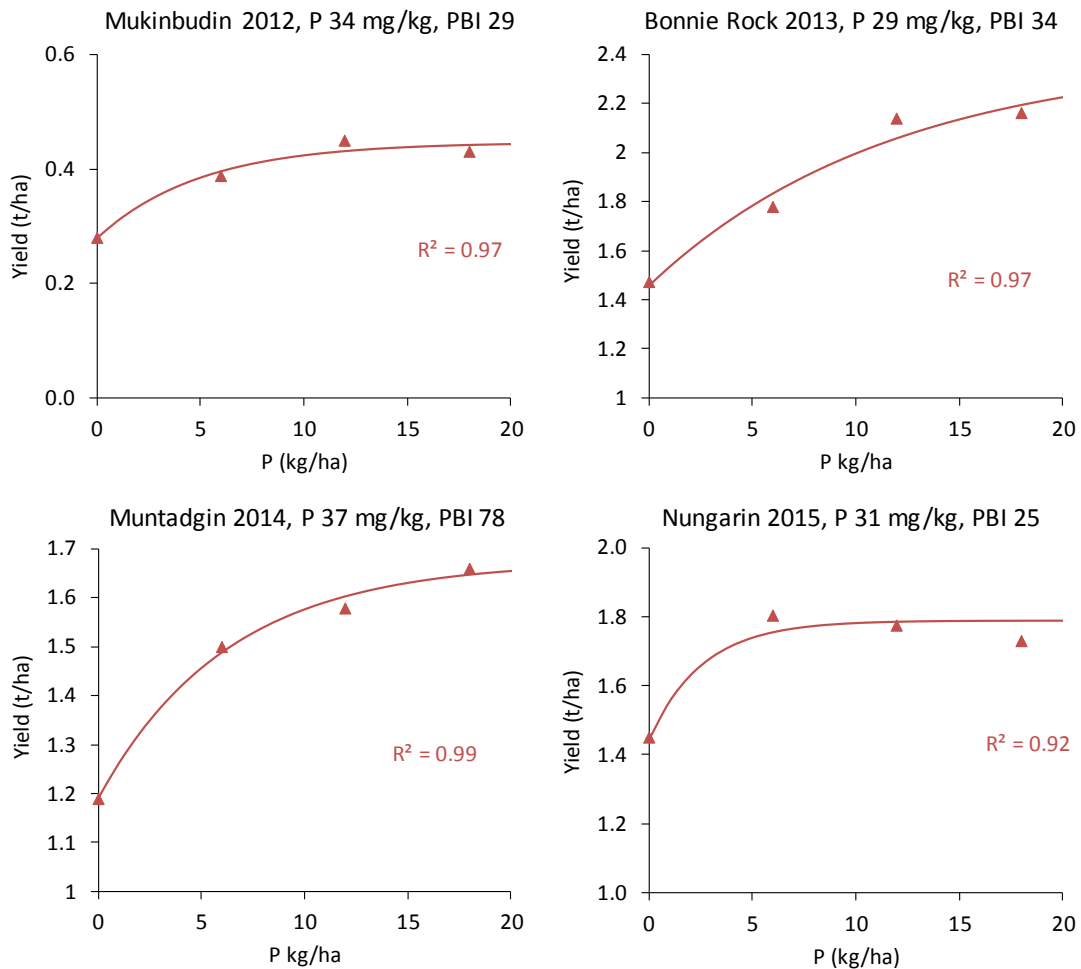 Mukinbudin 2012, P 34 mg/kg, PBI 29
0.6
0.4
0.2
0.0
Yield (t/ha)
R² = 0.97
0 5 10 15 20
P (kg/ha)
Bonnie Rock 2013, P 29 mg/kg, PBI 34
2.4
2.2
2
1.8
1.6
1.4
1.2
1
Yield (t/ha)
R² = 0.97
0 5 10 15 20
P kg/ha
Muntadgin 2014, P 37 mg/kg, PBI 78
1.7
1.6
1.5
1.4
1.3
1.2
1.1
1
Yield (t/ha)
R² = 0.99
0 5 10 15 20
P kg/ha
Nungarin 2015, P 31 mg/kg, PBI 25
2.0
1.8
1.6
1.4
1.2
1.0
Yield (t/ha)
R² = 0.92
0 5 10 15 20
P (kg/ha)